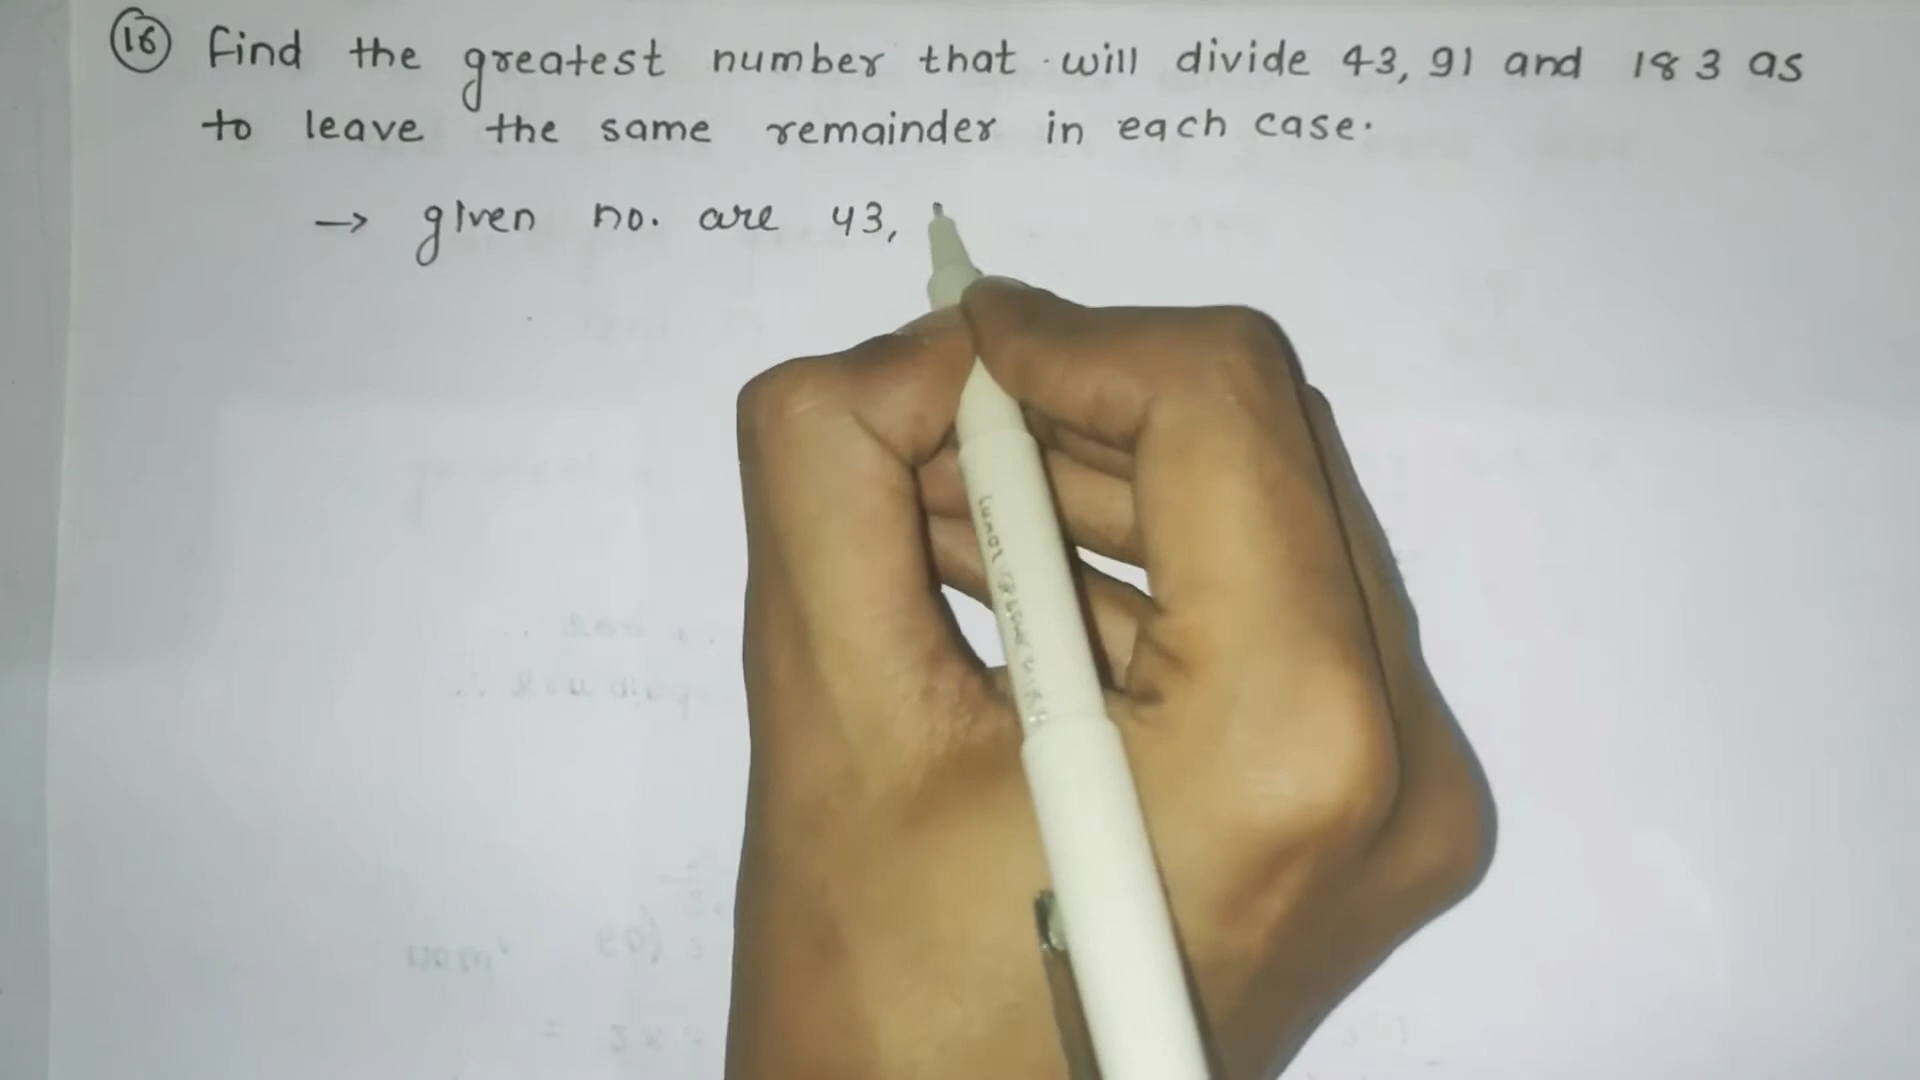 16 Find the greatest number that will divide 43, 91 and 183 as
to leave the same remainder in each case.
→ given no. are 43,